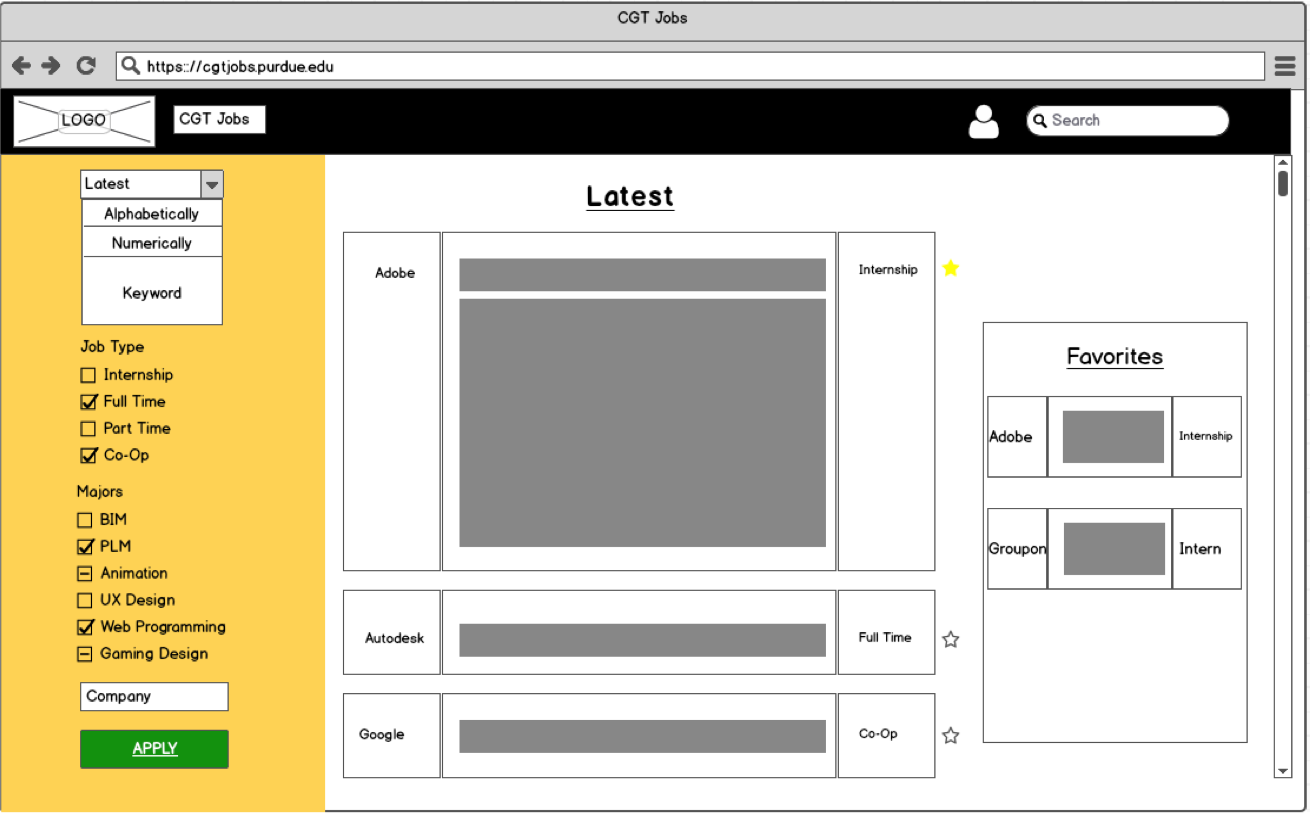 CGT Jobs
https:://cgtjobs.purdue.edu
LOGO
CGT Jobs
Search
Latest
Alphabetically
Numerically
Keyword
Job Type
Internship
Full Time
Part Time
Co-Op
Majors
BIM
PLM
Animation
UX Design
Web Programming
Gaming Design
Company
APPLY
Latest
Adobe
Internship
Autodesk
Full Time
Google
Co-Op
Favorites
Adobe
Internship
Groupon
Intern